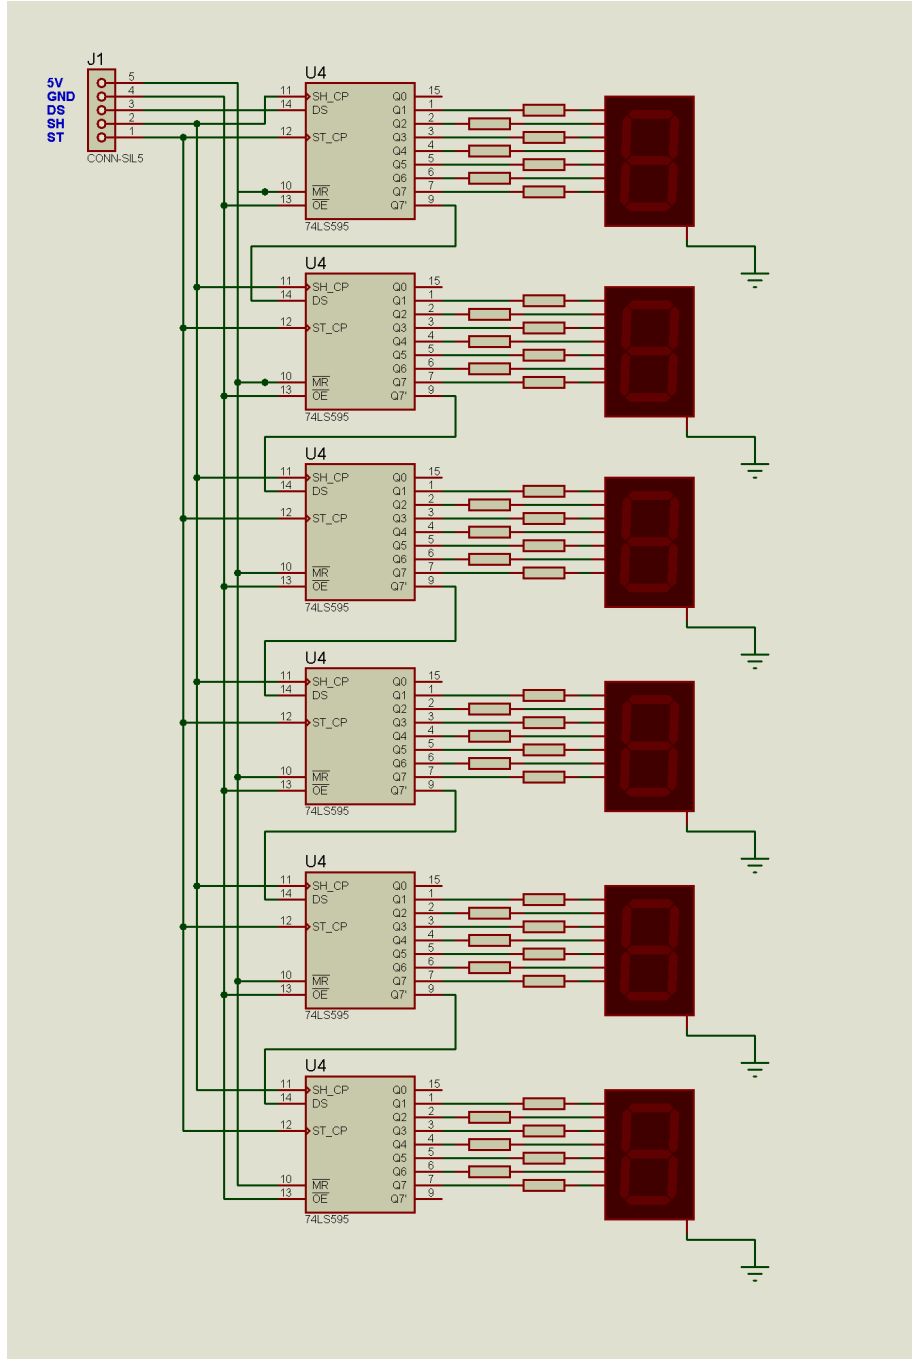 J1
5V 5
GND 4
DS 3
SH 2
ST 1
CONN-SIL5
U4
11 SH_CP Q0 15
14 DS Q1 1
Q2 2
12 ST_CP Q3 3
Q4 4
Q5 5
Q6 6
10 MR Q7 7
13 OE Q7' 9
74LS595
U4
11 SH_CP Q0 15
14 DS Q1 1
Q2 2
12 ST_CP Q3 3
Q4 4
Q5 5
Q6 6
10 MR Q7 7
13 OE Q7' 9
74LS595
U4
11 SH_CP Q0 15
14 DS Q1 1
Q2 2
12 ST_CP Q3 3
Q4 4
Q5 5
Q6 6
10 MR Q7 7
13 OE Q7' 9
74LS595
U4
11 SH_CP Q0 15
14 DS Q1 1
Q2 2
12 ST_CP Q3 3
Q4 4
Q5 5
Q6 6
10 MR Q7 7
13 OE Q7' 9
74LS595
U4
11 SH_CP Q0 15
14 DS Q1 1
Q2 2
12 ST_CP Q3 3
Q4 4
Q5 5
Q6 6
10 MR Q7 7
13 OE Q7' 9
74LS595
U4
11 SH_CP Q0 15
14 DS Q1 1
Q2 2
12 ST_CP Q3 3
Q4 4
Q5 5
Q6 6
10 MR Q7 7
13 OE Q7' 9
74LS595